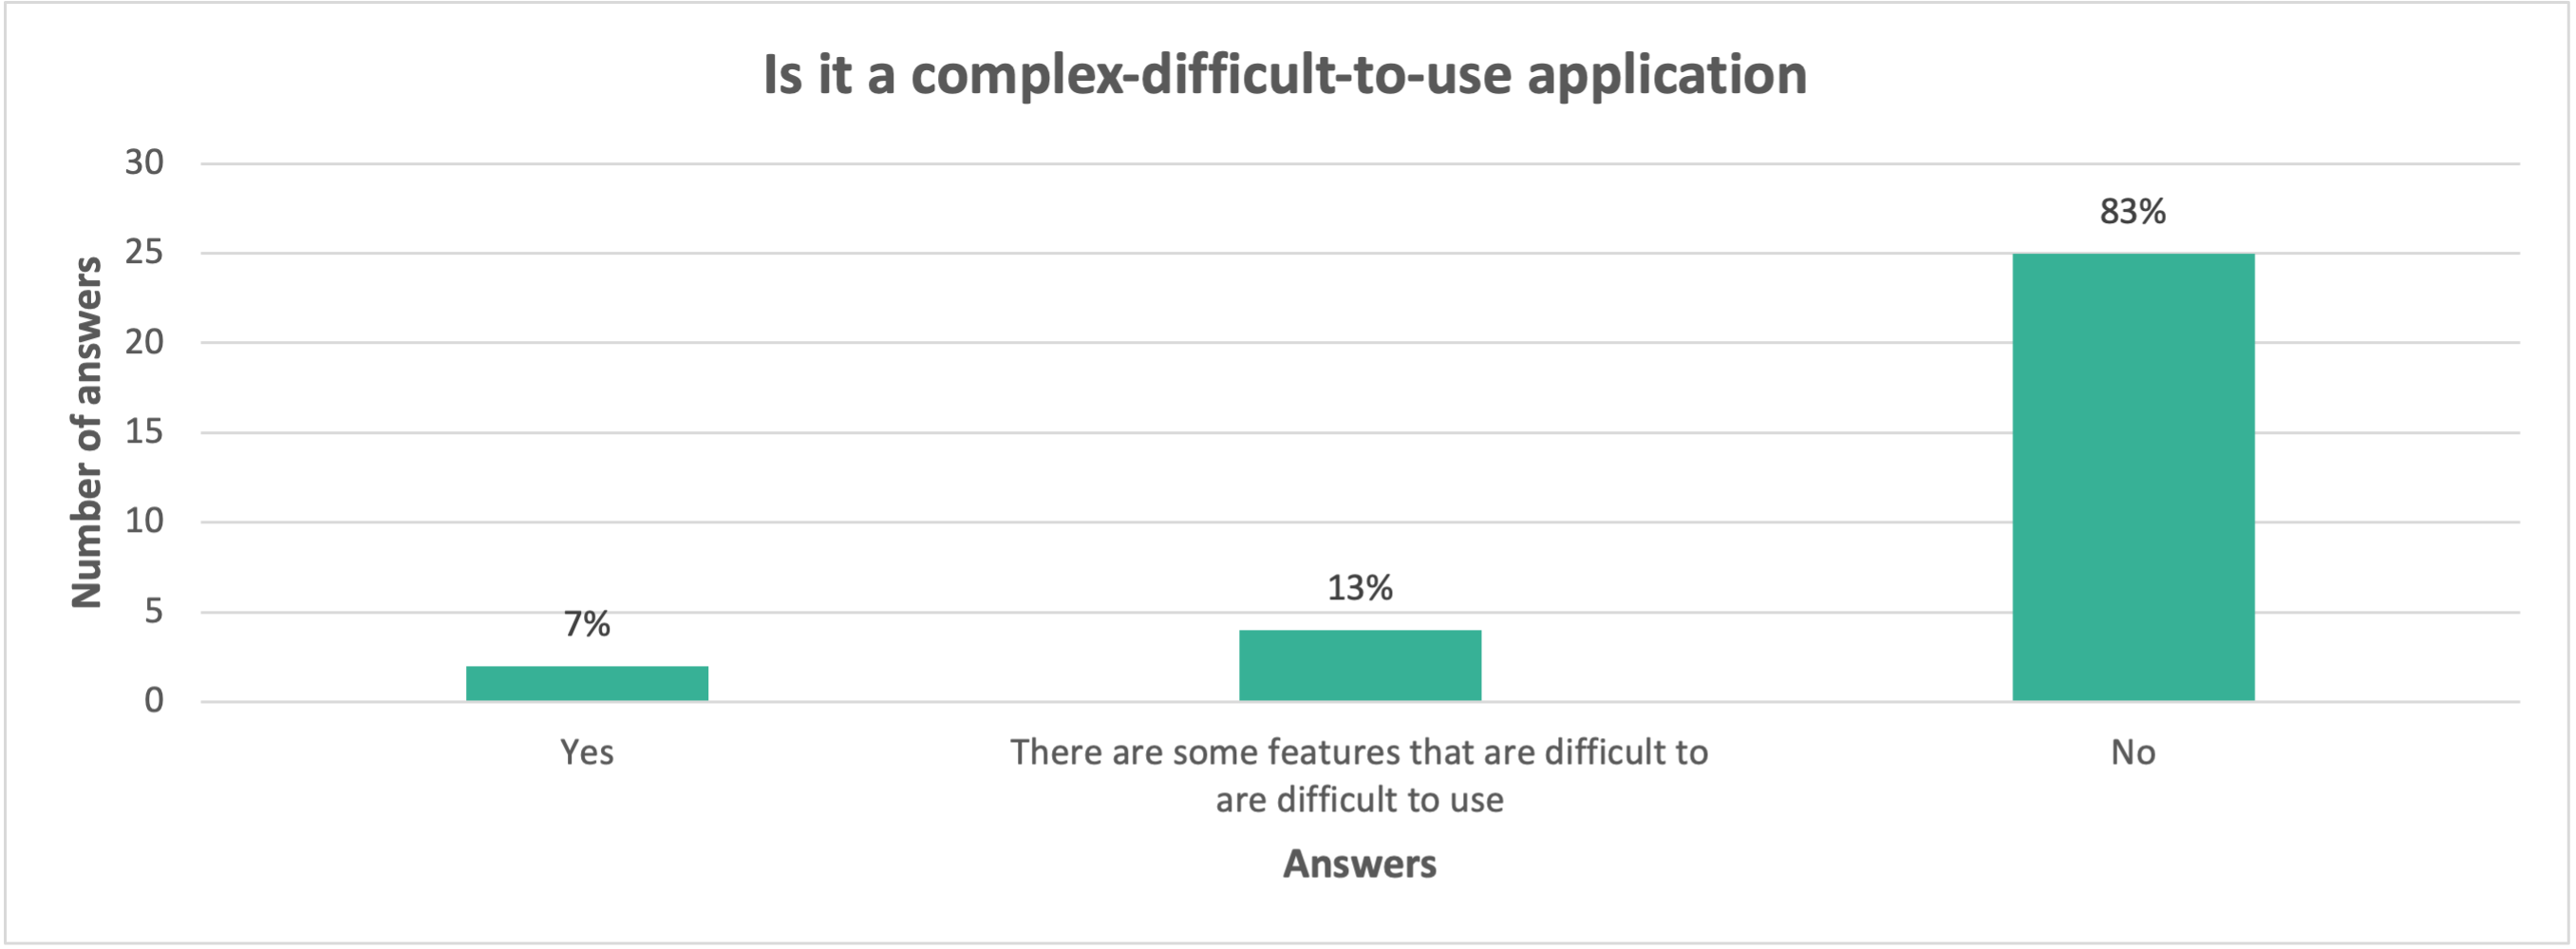 Is it a complex-difficult-to-use application
Number of answers
30
25
20
15
10
5
0
7%
13%
83%
Yes
There are some features that are difficult to
are difficult to use
No
Answers